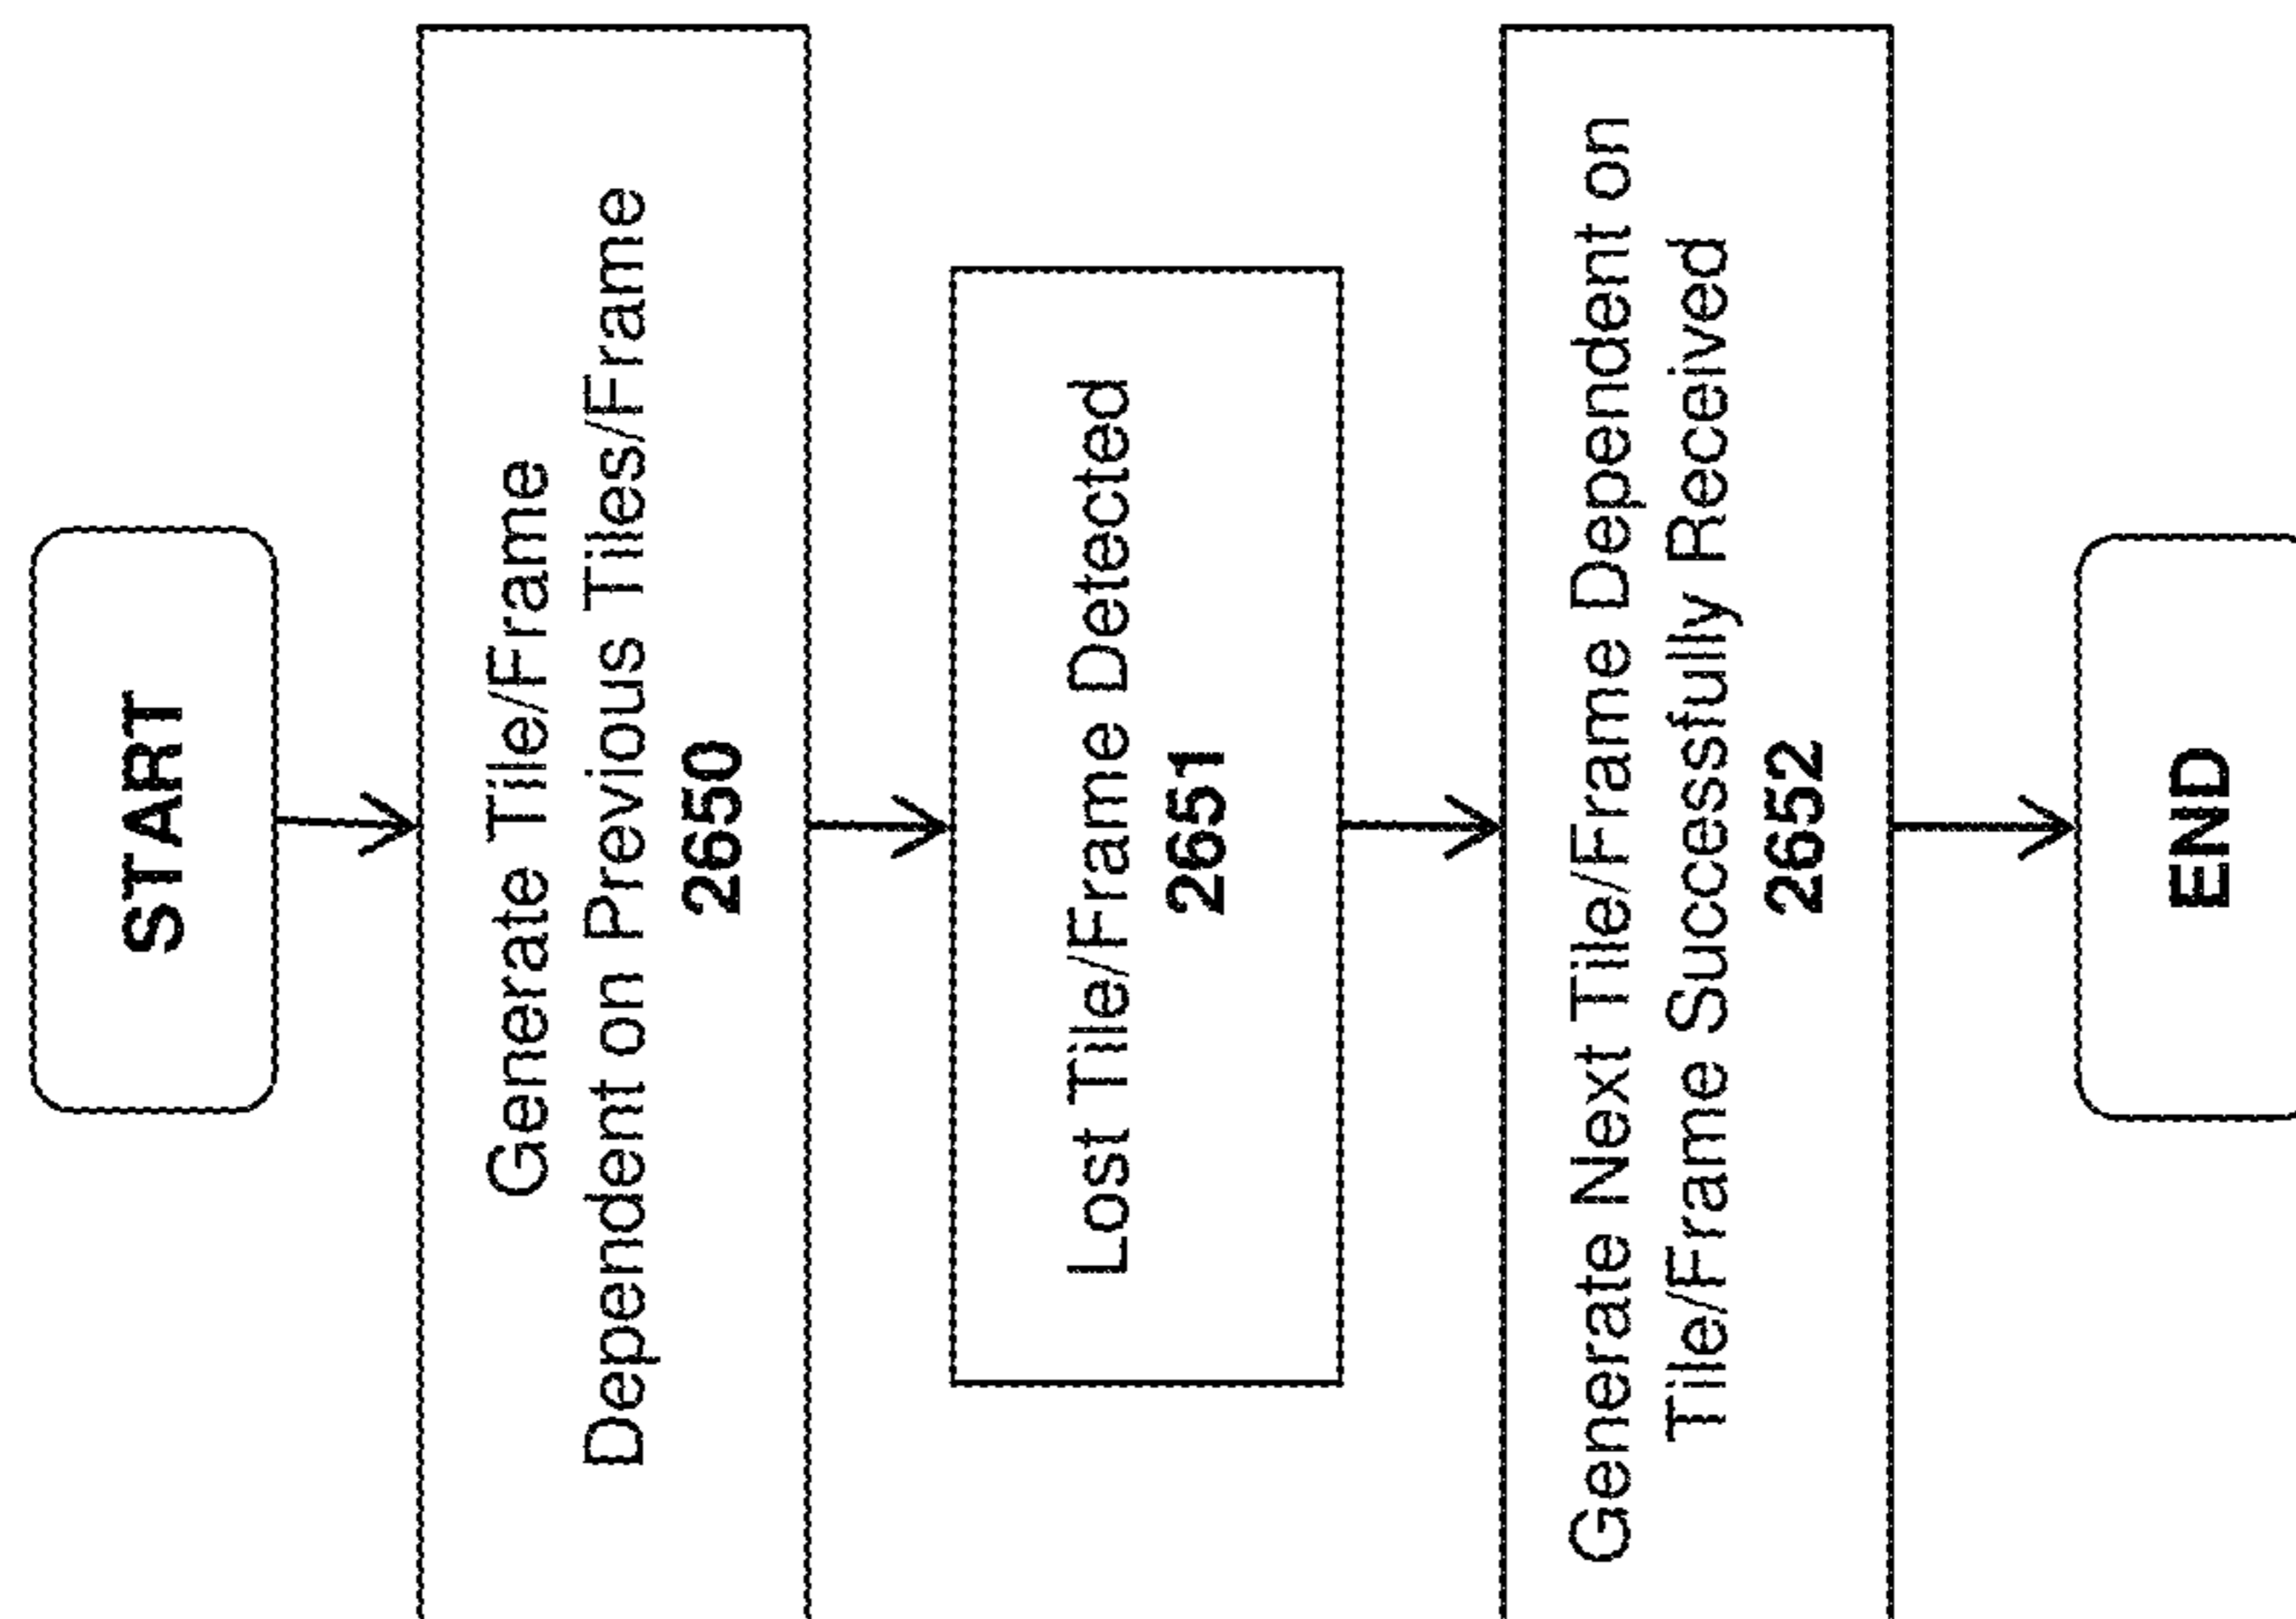 START
Generate Tile/Frame
Dependent on Previous Tiles/Frame
2650
Lost Tile/Frame Detected
2651
Generate Next Tile/Frame Dependent on
Tile/Frame Successfully Received
2652
END